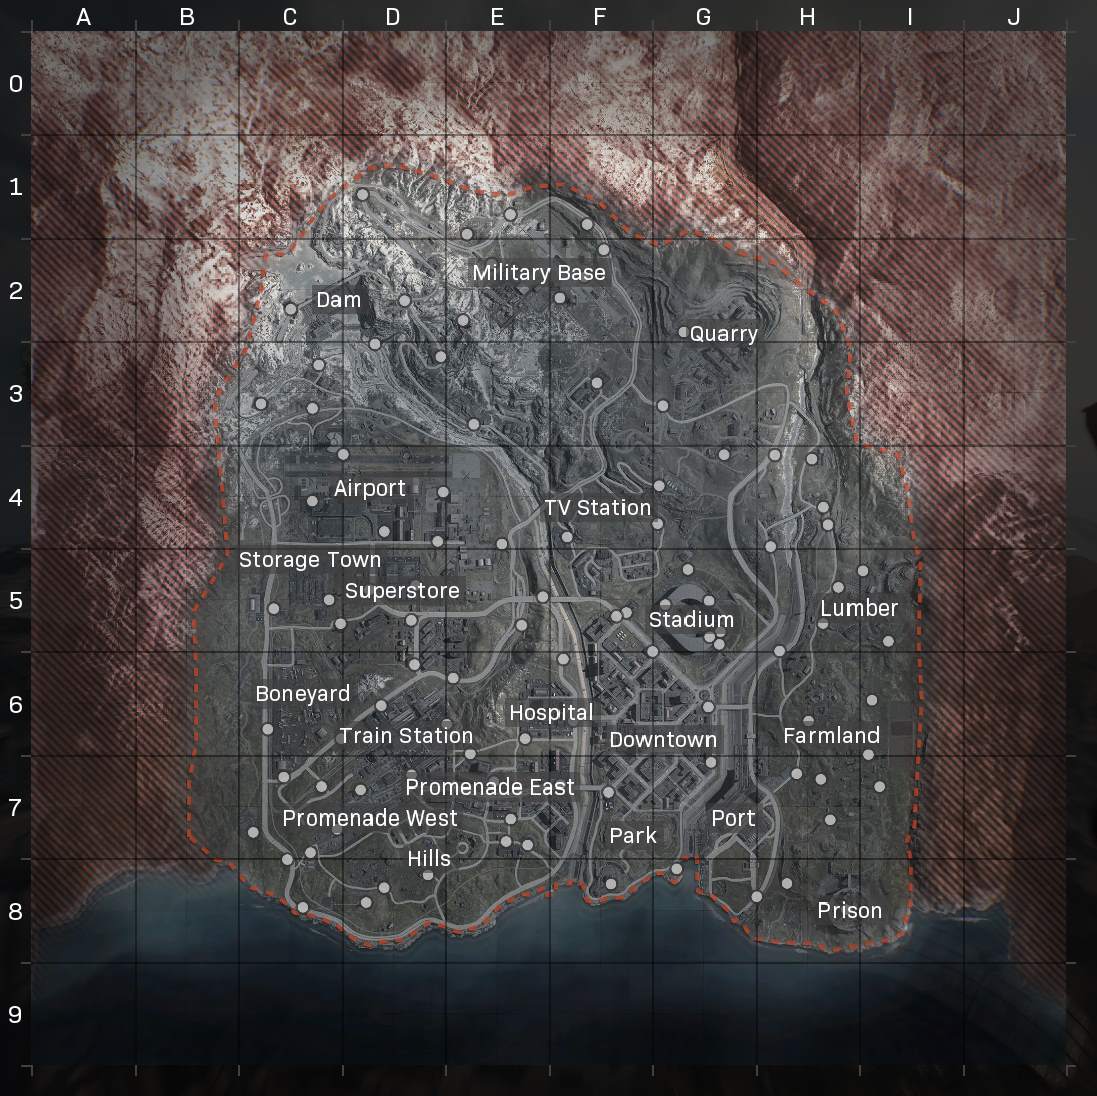 A B C D E F G H I J
0
1
Military Base
2
Dam
Quarry
3
Airport
4
TV Station
Storage Town
Superstore
5
Lumber
Stadium
Boneyard
6
Hospital
Train Station
Downtown
Farmland
Promenade East
7
Promenade West
Port
Park
Hills
8
Prison
9